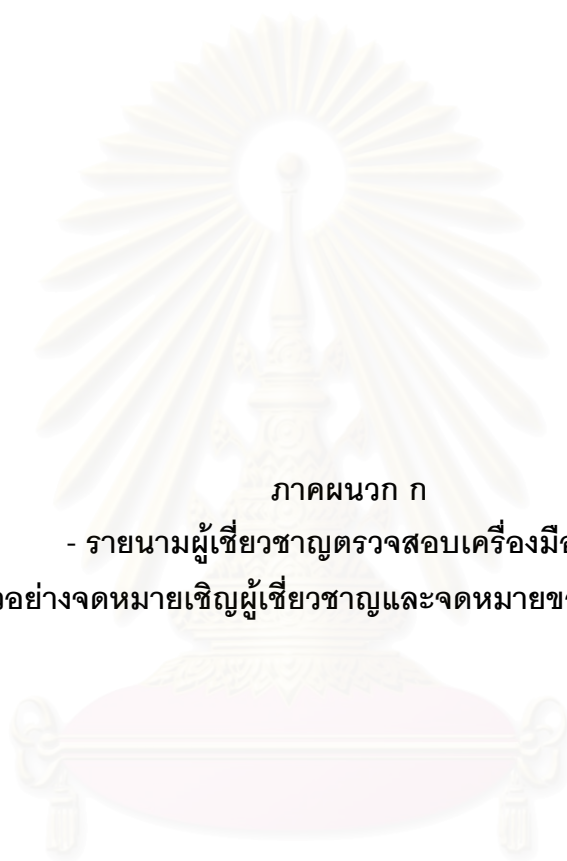 ภาคผนวก ก
- รายนามผู้เชี่ยวชาญตรวจสอบเครื่องมือ
อย่างจดหมายเชิญผู้เชี่ยวชาญและจดหมาย